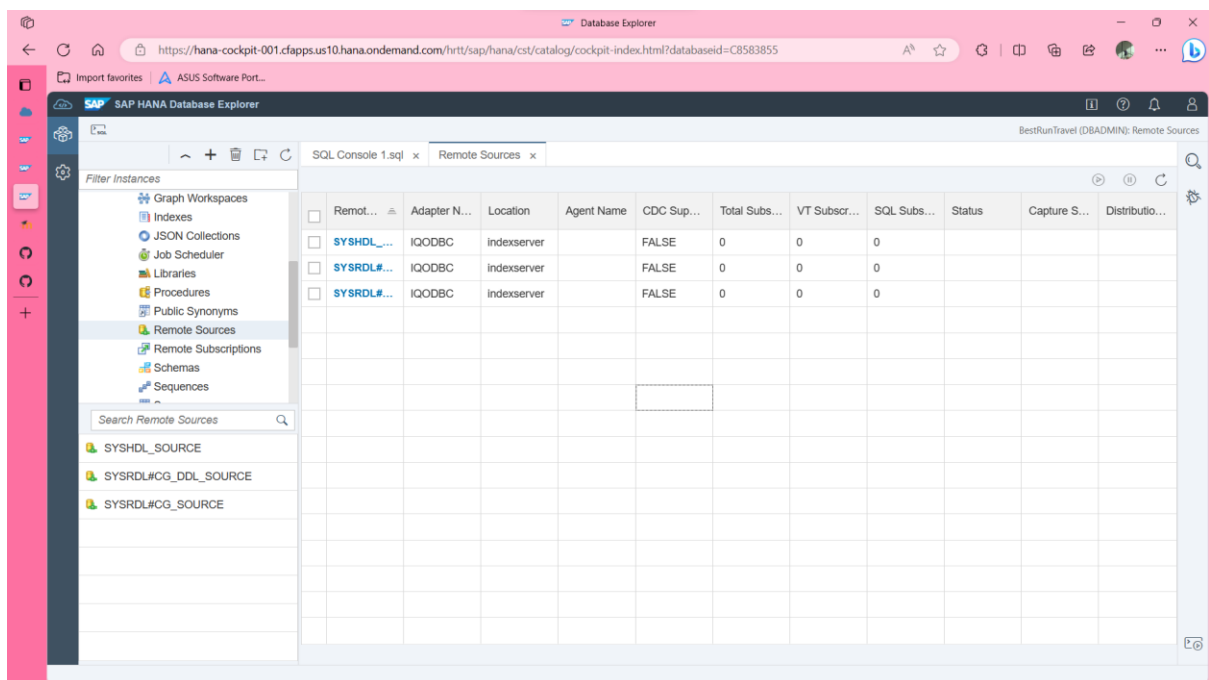 Database Explorer
https://hana-cockpit-001.cfapps.us10.hana.ondemand.com/hrtt/sap/hana/cst/catalog/cockpit-index.html?databaseid=C8583855
Import favorites ASUS Software Port...
SAP SAP HANA Database Explorer
SQL BestRunTravel (DBADMIN): Remote Sources
SQL Console 1.sql Remote Sources
Filter Instances
Graph Workspaces
Indexes
JSON Collections
Job Scheduler
Libraries
Procedures
Public Synonyms
Remote Sources
Remote Subscriptions
Schemas
Sequences
Search Remote Sources
SYSHDL_SOURCE
SYSRDL#CG_DDL_SOURCE
SYSRDL#CG_SOURCE
Remot... Adapter N... Location Agent Name CDC Sup... Total Subs... VT Subscr... SQL Subs... Status Capture S... Distributio...
SYSHDL_... IQODBC indexserver FALSE 0 0 0
SYSRDL#... IQODBC indexserver FALSE 0 0 0
SYSRDL#... IQODBC indexserver FALSE 0 0 0